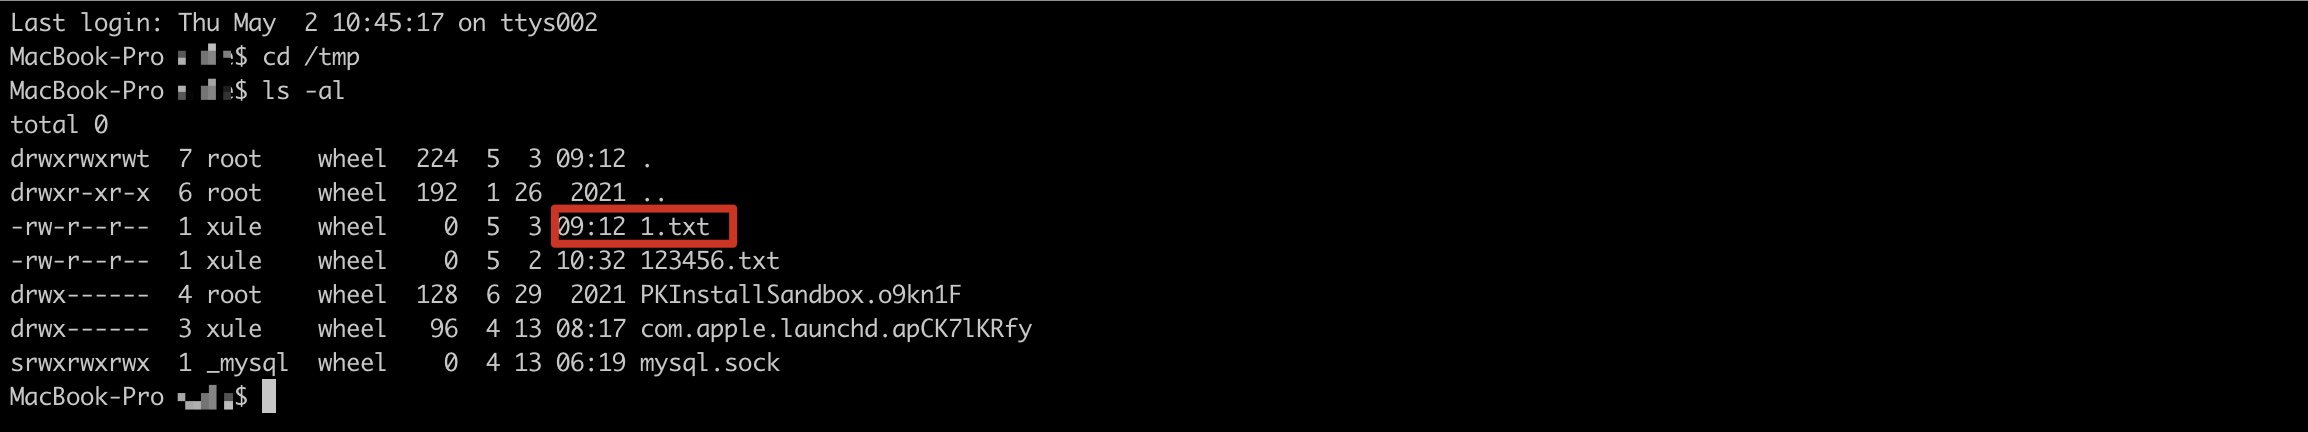 Last login: Thu May  2 10:45:17 on ttys002
MacBook-Pro $ cd /tmp
MacBook-Pro $ ls -al
total 0
drwxrwxrwt  7 root    wheel  224  5  3 09:12 .
drwxr-xr-x  6 root    wheel  192  1 26  2021 ..
-rw-r--r--  1 xule    wheel    0  5  3 09:12 1.txt
-rw-r--r--  1 xule    wheel    0  5  2 10:32 123456.txt
drwx------  4 root    wheel  128  6 29  2021 PKInstallSandbox.o9kn1F
drwx------  3 xule    wheel   96  4 13 08:17 com.apple.launchd.apCK7lKRfy
srwxrwxrwx  1 _mysql  wheel    0  4 13 06:19 mysql.sock
MacBook-Pro $